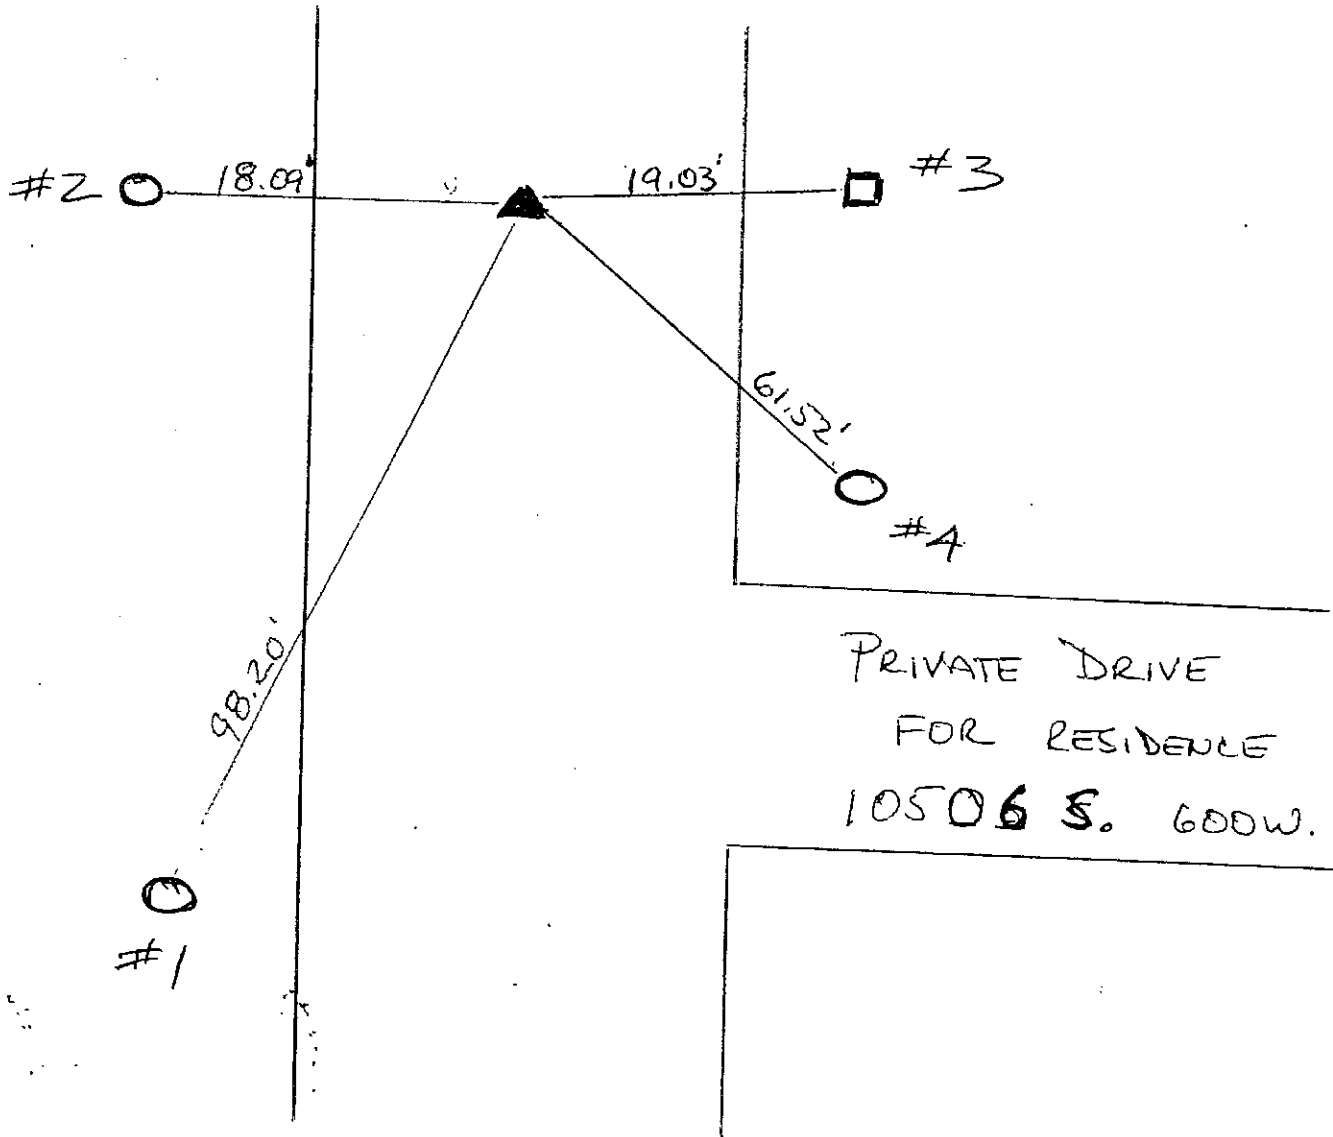 #2
18.09'
19.03'
#3
61.52'
#4
98.20'
#1
PRIVATE DRIVE
FOR RESIDENCE
10506 S. 600W.